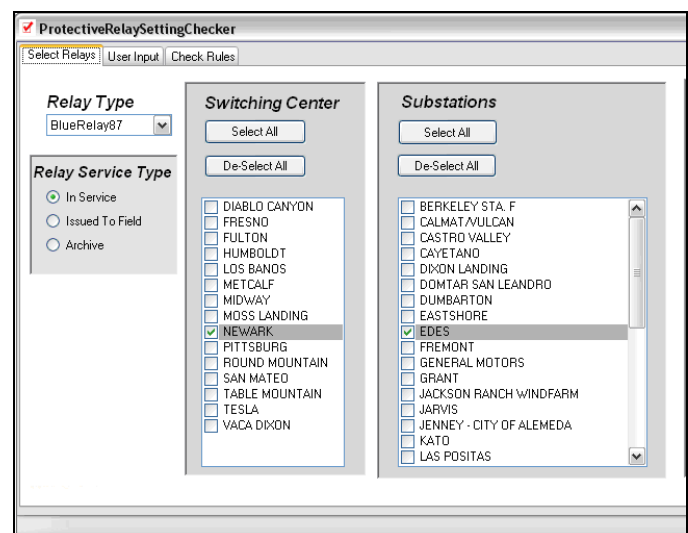 ProtectiveRelaySettingChecker
Select Relays User Input Check Rules
Relay Type
BlueRelay87
Relay Service Type
In Service
Issued To Field
Archive
Switching Center
Select All
De-Select All
DIABLO CANYON
FRESNO
FULTON
HUMBOLDT
LOS BANOS
METCALF
MIDWAY
MOSS LANDING
NEWARK
PITTSBURG
ROUND MOUNTAIN
SAN MATEO
TABLE MOUNTAIN
TESLA
VACA DIXON
Substations
Select All
De-Select All
BERKELEY STA. F
CALMAT/VULCAN
CASTRO VALLEY
CAYETANO
DIXON LANDING
DOMTAR SAN LEANDRO
DUMBARTON
EASTSHORE
EDES
FREMONT
GENERAL MOTORS
GRANT
JACKSON RANCH WINDFARM
JARVIS
JENNEY - CITY OF ALEMEDA
KATO
LAS POSITAS